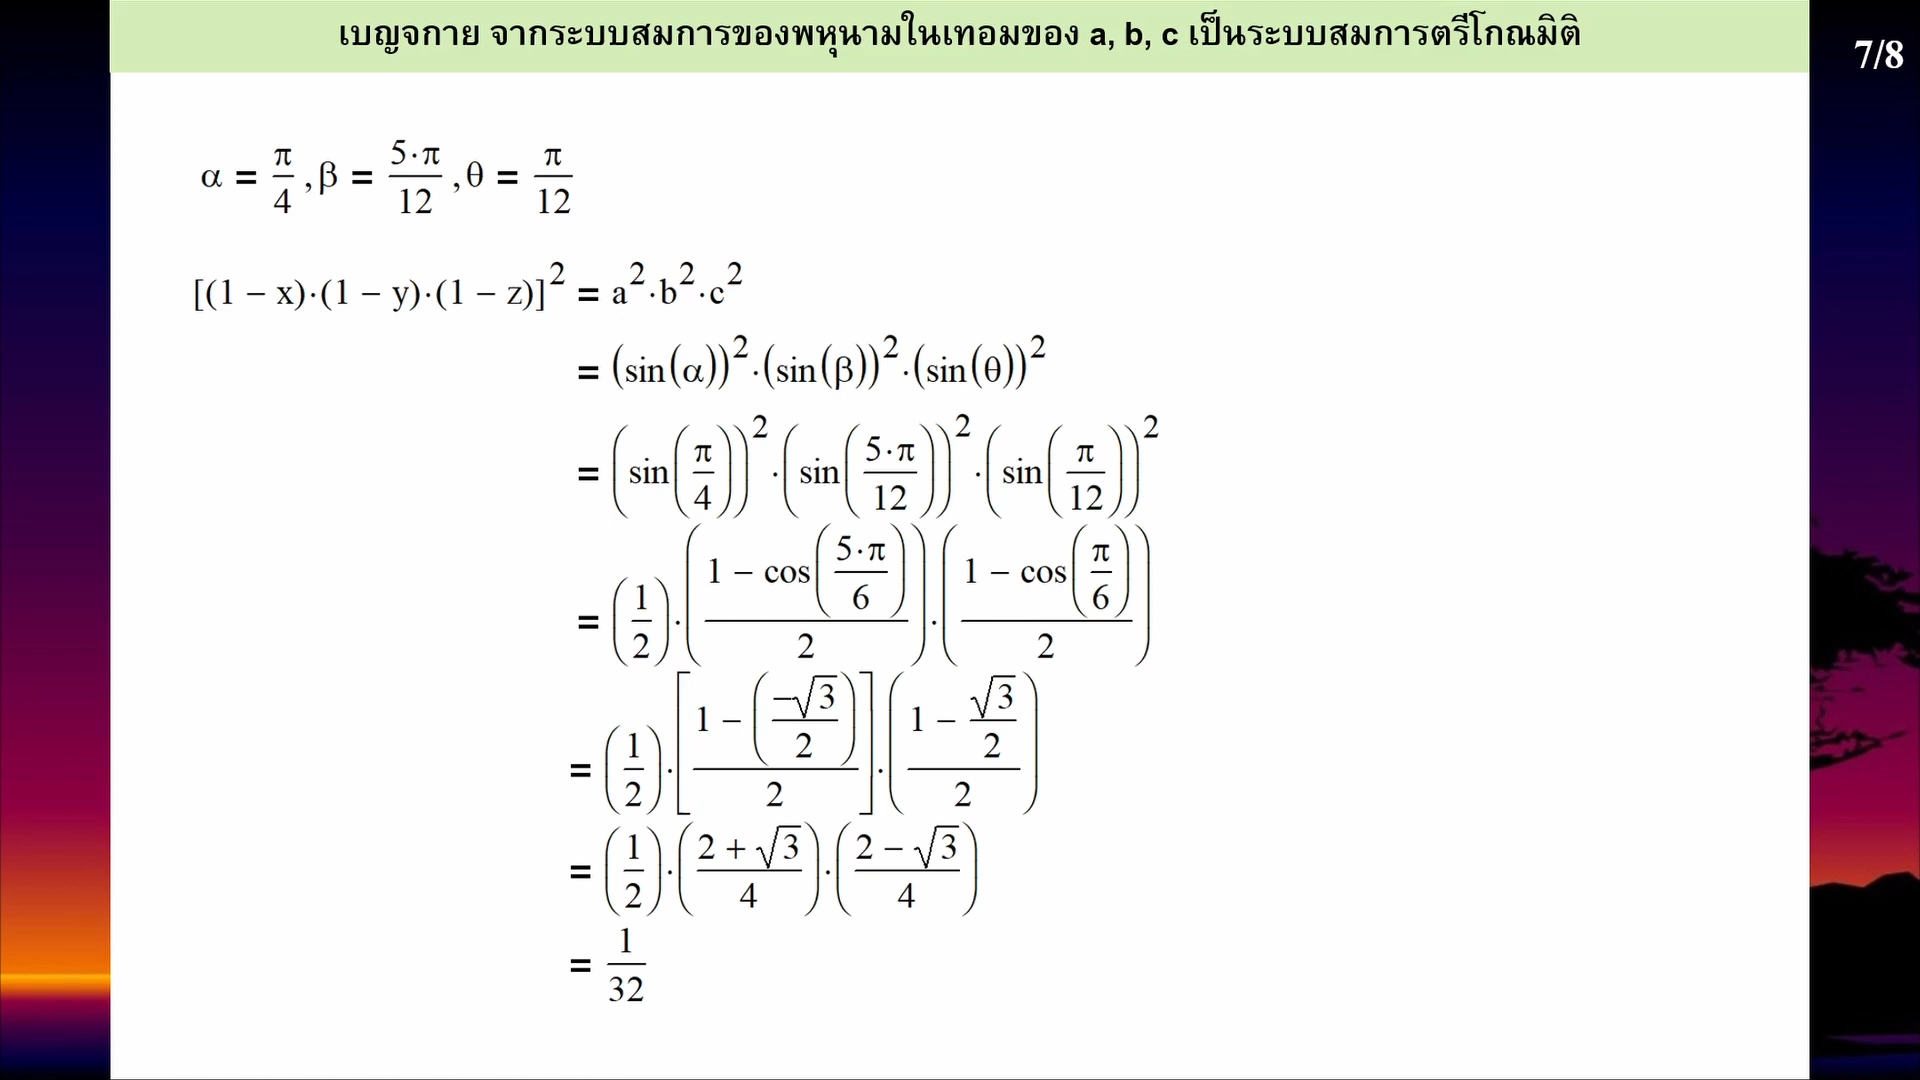 เบญจกาย จากระบบสมการของพหุนามในเทอมของ a, b, c เป็นระบบสมการตรีโกณมิติ
7/8
α = π/4 , β = 5·π/12 , θ = π/12
[(1 − x)·(1 − y)·(1 − z)]² = a²·b²·c²
= (sin(α))²·(sin(β))²·(sin(θ))²
= (sin(π/4))²·(sin(5·π/12))²·(sin(π/12))²
= (1/2)·((1 − cos(5·π/6))/2)·((1 − cos(π/6))/2)
= (1/2)·[(1 − (−√3/2))/2]·((1 − √3/2)/2)
= (1/2)·((2 + √3)/4)·((2 − √3)/4)
= 1/32